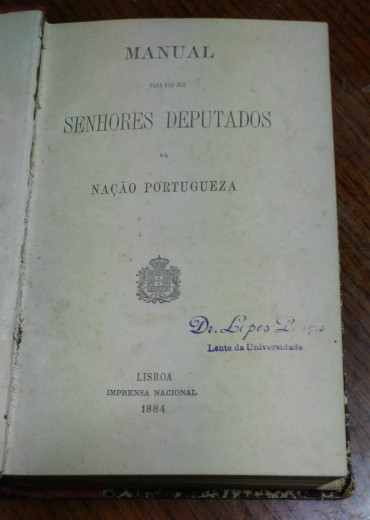 MANUAL
PARA USO DOS
SENHORES DEPUTADOS
DA
NAÇÃO PORTUGUEZA
Dr. Lopes
Lente da Universidade
LISBOA
IMPRENSA NACIONAL
1884